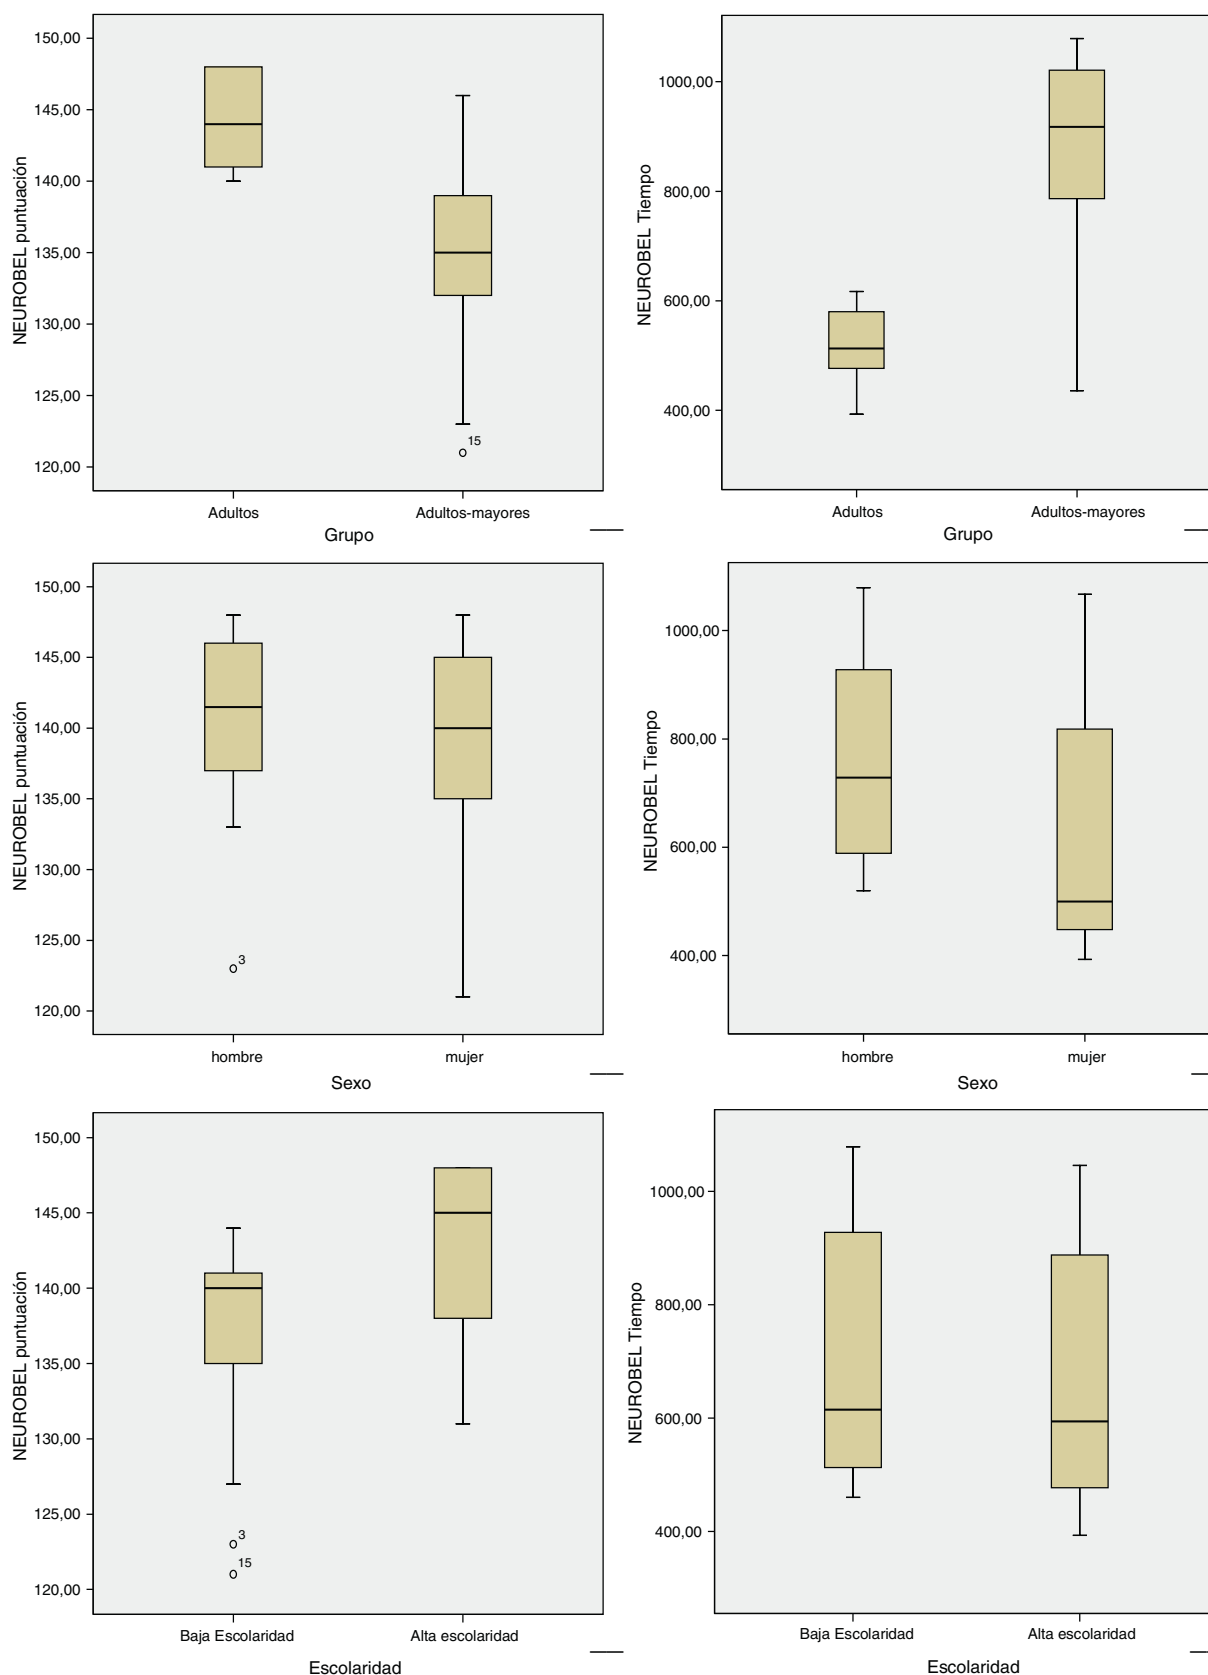 150,00
145,00
140,00
135,00
130,00
125,00
120,00
NEUROBEL puntuación
15
Adultos
Adultos-mayores
Grupo
1000,00
800,00
600,00
400,00
NEUROBEL Tiempo
Adultos
Adultos-mayores
Grupo
150,00
145,00
140,00
135,00
130,00
125,00
120,00
NEUROBEL puntuación
3
hombre
mujer
Sexo
1000,00
800,00
600,00
400,00
NEUROBEL Tiempo
hombre
mujer
Sexo
150,00
145,00
140,00
135,00
130,00
125,00
120,00
NEUROBEL puntuación
3
15
Baja Escolaridad
Alta escolaridad
Escolaridad
1000,00
800,00
600,00
400,00
NEUROBEL Tiempo
Baja Escolaridad
Alta escolaridad
Escolaridad